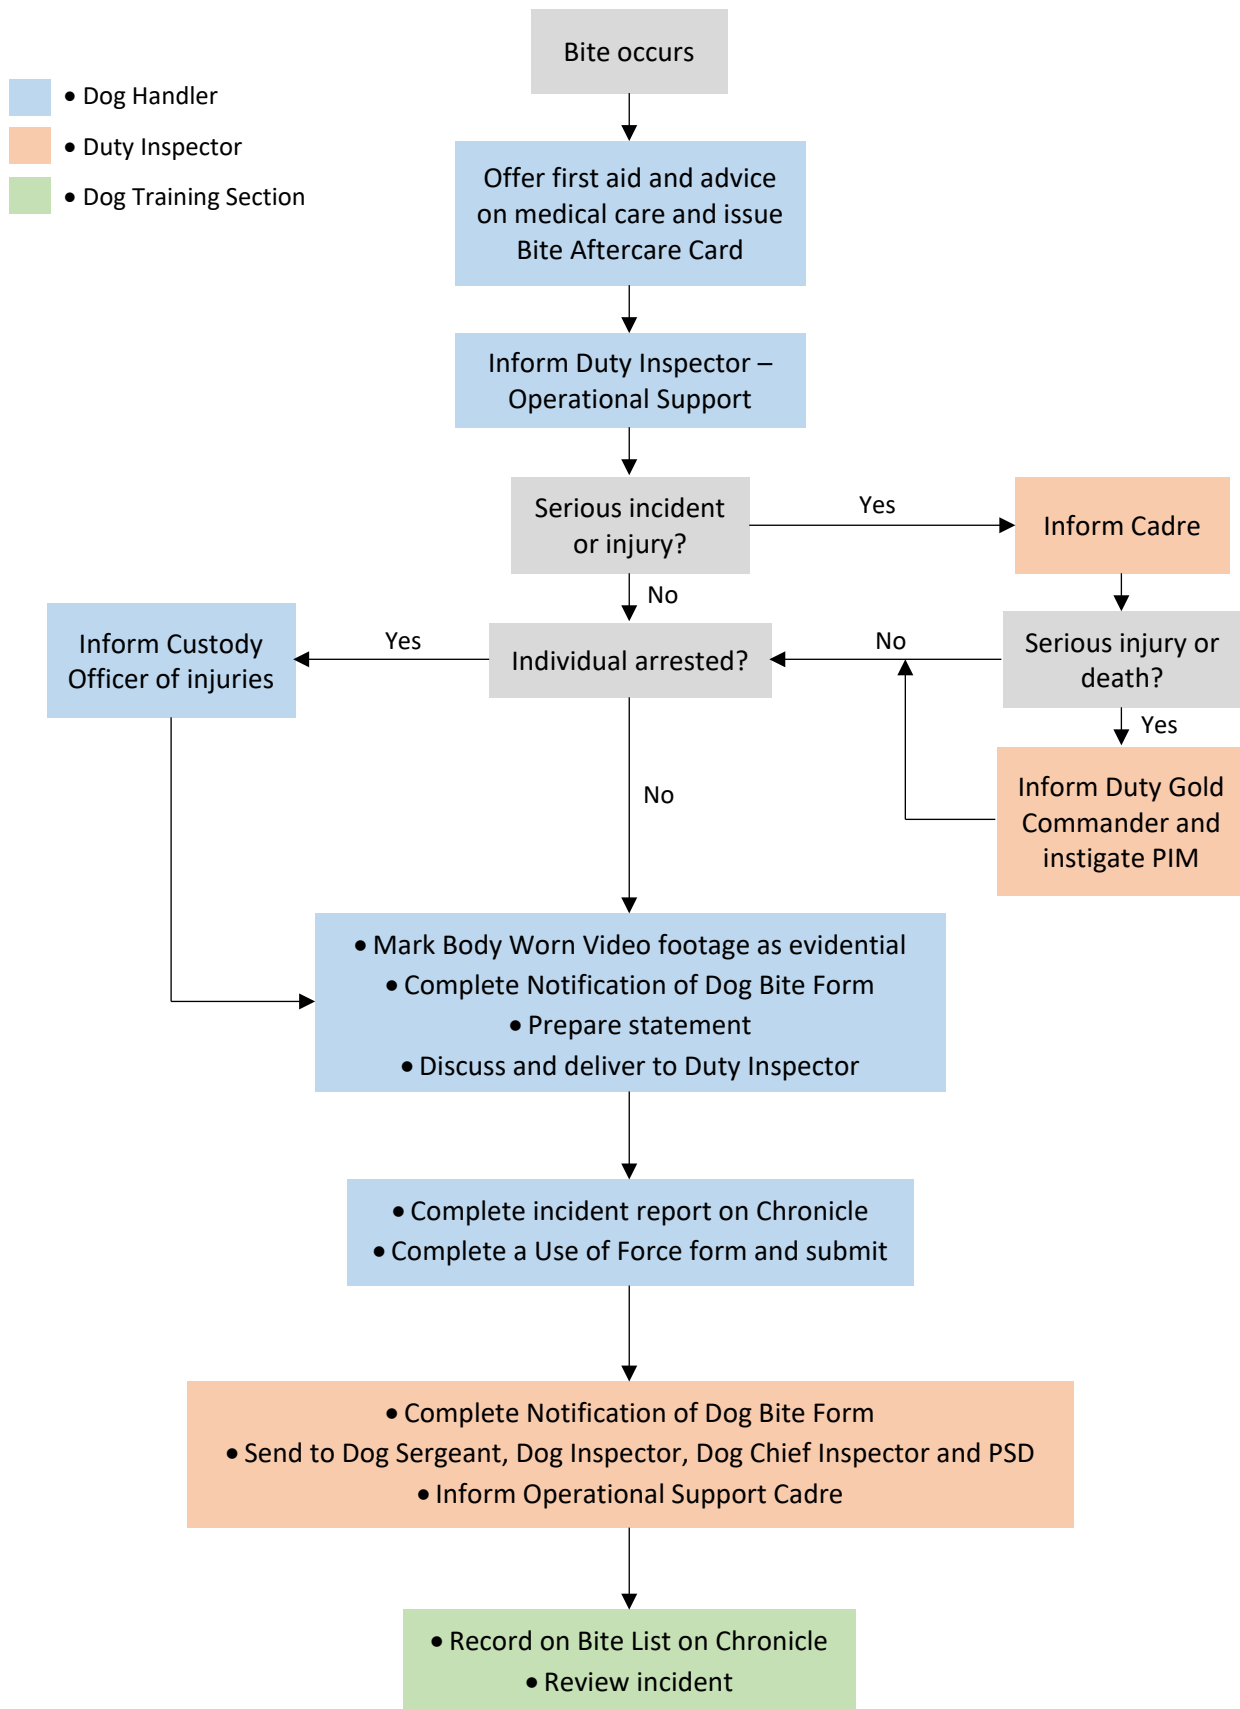 Bite occurs
• Dog Handler
• Duty Inspector
• Dog Training Section
Offer first aid and advice
on medical care and issue
Bite Aftercare Card
Inform Duty Inspector –
Operational Support
Serious incident
or injury?
Yes
Inform Cadre
No
Inform Custody
Officer of injuries
Yes
Individual arrested?
No
Serious injury or
death?
Yes
Inform Duty Gold
Commander and
instigate PIM
No
• Mark Body Worn Video footage as evidential
• Complete Notification of Dog Bite Form
• Prepare statement
• Discuss and deliver to Duty Inspector
• Complete incident report on Chronicle
• Complete a Use of Force form and submit
• Complete Notification of Dog Bite Form
• Send to Dog Sergeant, Dog Inspector, Dog Chief Inspector and PSD
• Inform Operational Support Cadre
• Record on Bite List on Chronicle
• Review incident